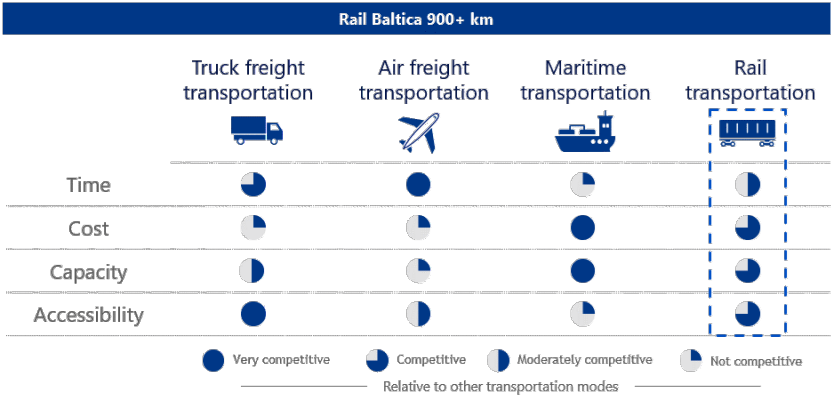 Rail Baltica 900+ km
Truck freight transportation
Air freight transportation
Maritime transportation
Rail transportation
Time
Cost
Capacity
Accessibility
Very competitive
Competitive
Moderately competitive
Not competitive
Relative to other transportation modes